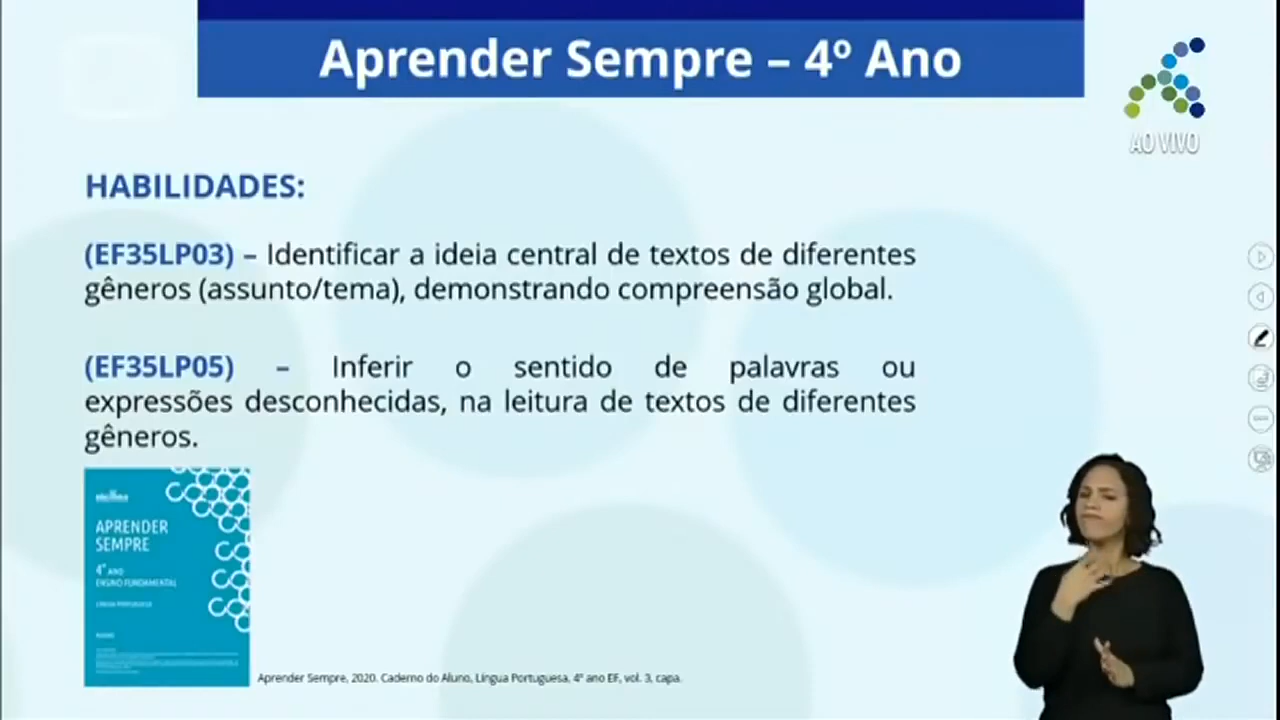 Aprender Sempre – 4º Ano
AO VIVO
HABILIDADES:
(EF35LP03) – Identificar a ideia central de textos de diferentes
gêneros (assunto/tema), demonstrando compreensão global.
(EF35LP05) – Inferir o sentido de palavras ou
expressões desconhecidas, na leitura de textos de diferentes
gêneros.
APRENDER
SEMPRE
4º ANO
ENSINO FUNDAMENTAL
LÍNGUA PORTUGUESA
Aprender Sempre, 2020. Caderno do Aluno, Língua Portuguesa, 4º ano EF, vol. 3, capa.